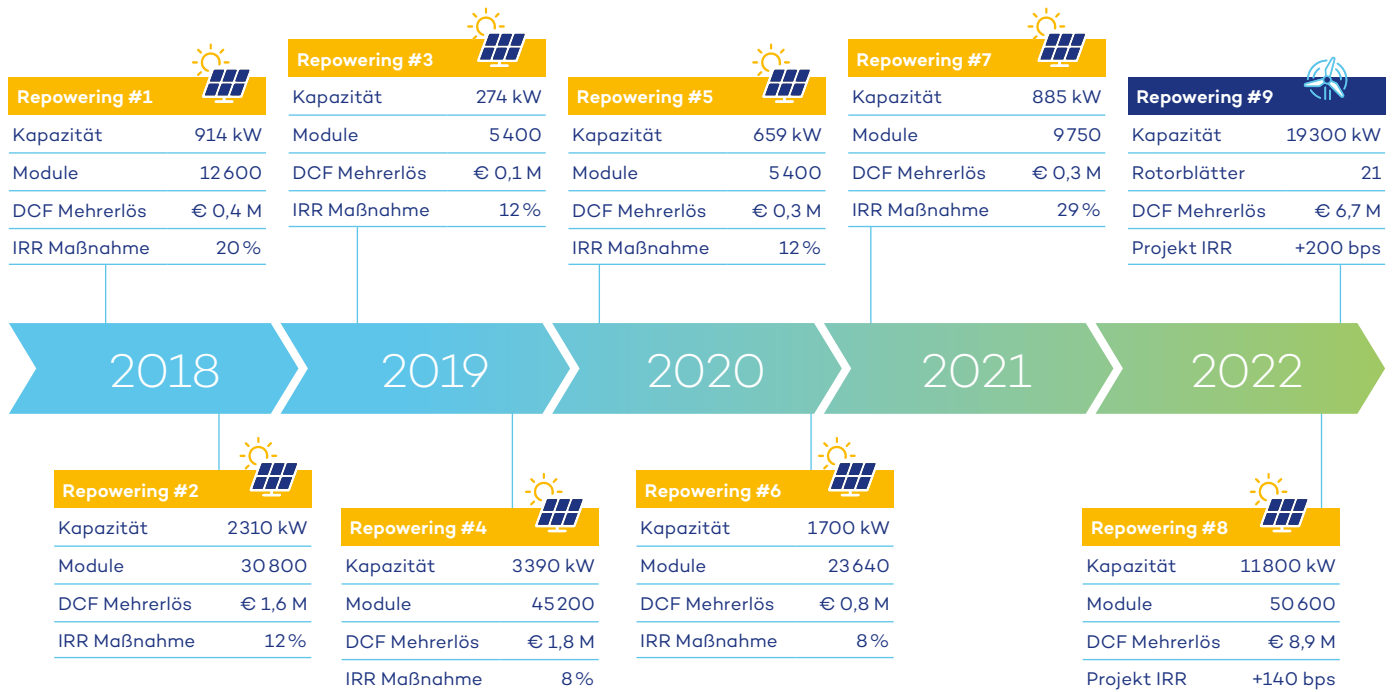 Repowering #1
Kapazität 914 kW
Module 12 600
DCF Mehrerlös € 0,4 M
IRR Maßnahme 20 %
Repowering #3
Kapazität 274 kW
Module 5 400
DCF Mehrerlös € 0,1 M
IRR Maßnahme 12 %
Repowering #5
Kapazität 659 kW
Module 5 400
DCF Mehrerlös € 0,3 M
IRR Maßnahme 12 %
Repowering #7
Kapazität 885 kW
Module 9 750
DCF Mehrerlös € 0,3 M
IRR Maßnahme 29 %
Repowering #9
Kapazität 19 300 kW
Rotorblätter 21
DCF Mehrerlös € 6,7 M
Projekt IRR +200 bps
2018
2019
2020
2021
2022
Repowering #2
Kapazität 2310 kW
Module 30 800
DCF Mehrerlös € 1,6 M
IRR Maßnahme 12 %
Repowering #4
Kapazität 3390 kW
Module 45 200
DCF Mehrerlös € 1,8 M
IRR Maßnahme 8 %
Repowering #6
Kapazität 1700 kW
Module 23 640
DCF Mehrerlös € 0,8 M
IRR Maßnahme 8 %
Repowering #8
Kapazität 11 800 kW
Module 50 600
DCF Mehrerlös € 8,9 M
Projekt IRR +140 bps